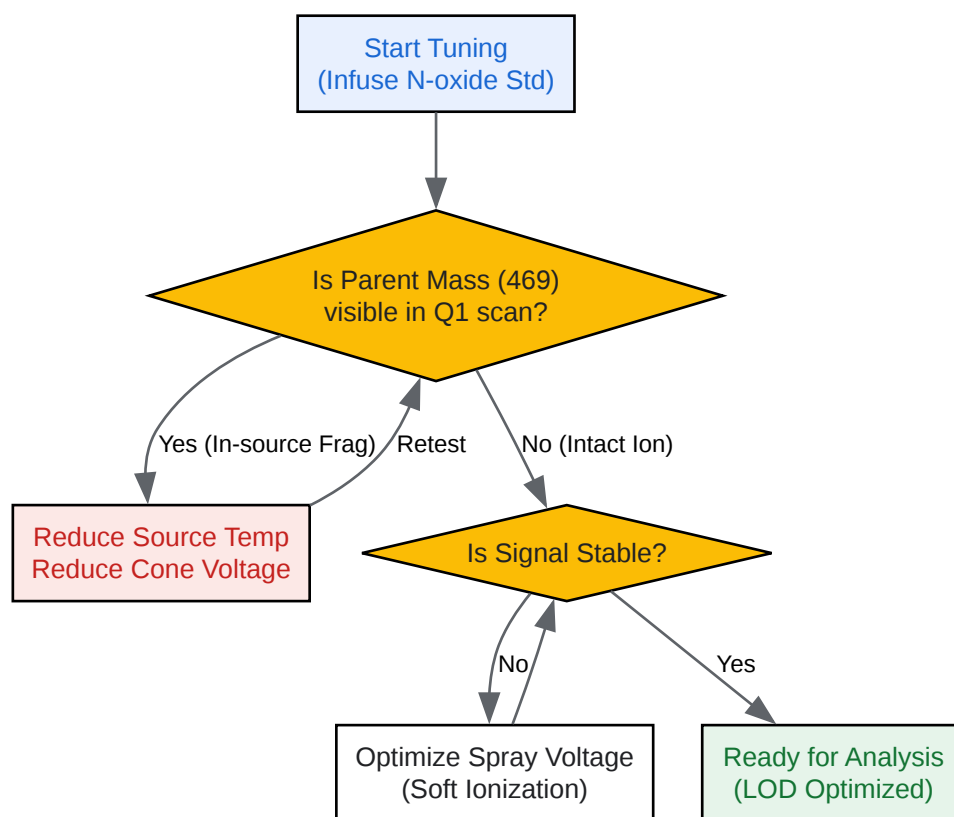 Start Tuning
(Infuse N-oxide Std)
Is Parent Mass (469)
visible in Q1 scan?
Yes (In-source Frag)
Retest
No (Intact Ion)
Reduce Source Temp
Reduce Cone Voltage
Is Signal Stable?
No
Yes
Optimize Spray Voltage
(Soft Ionization)
Ready for Analysis
(LOD Optimized)